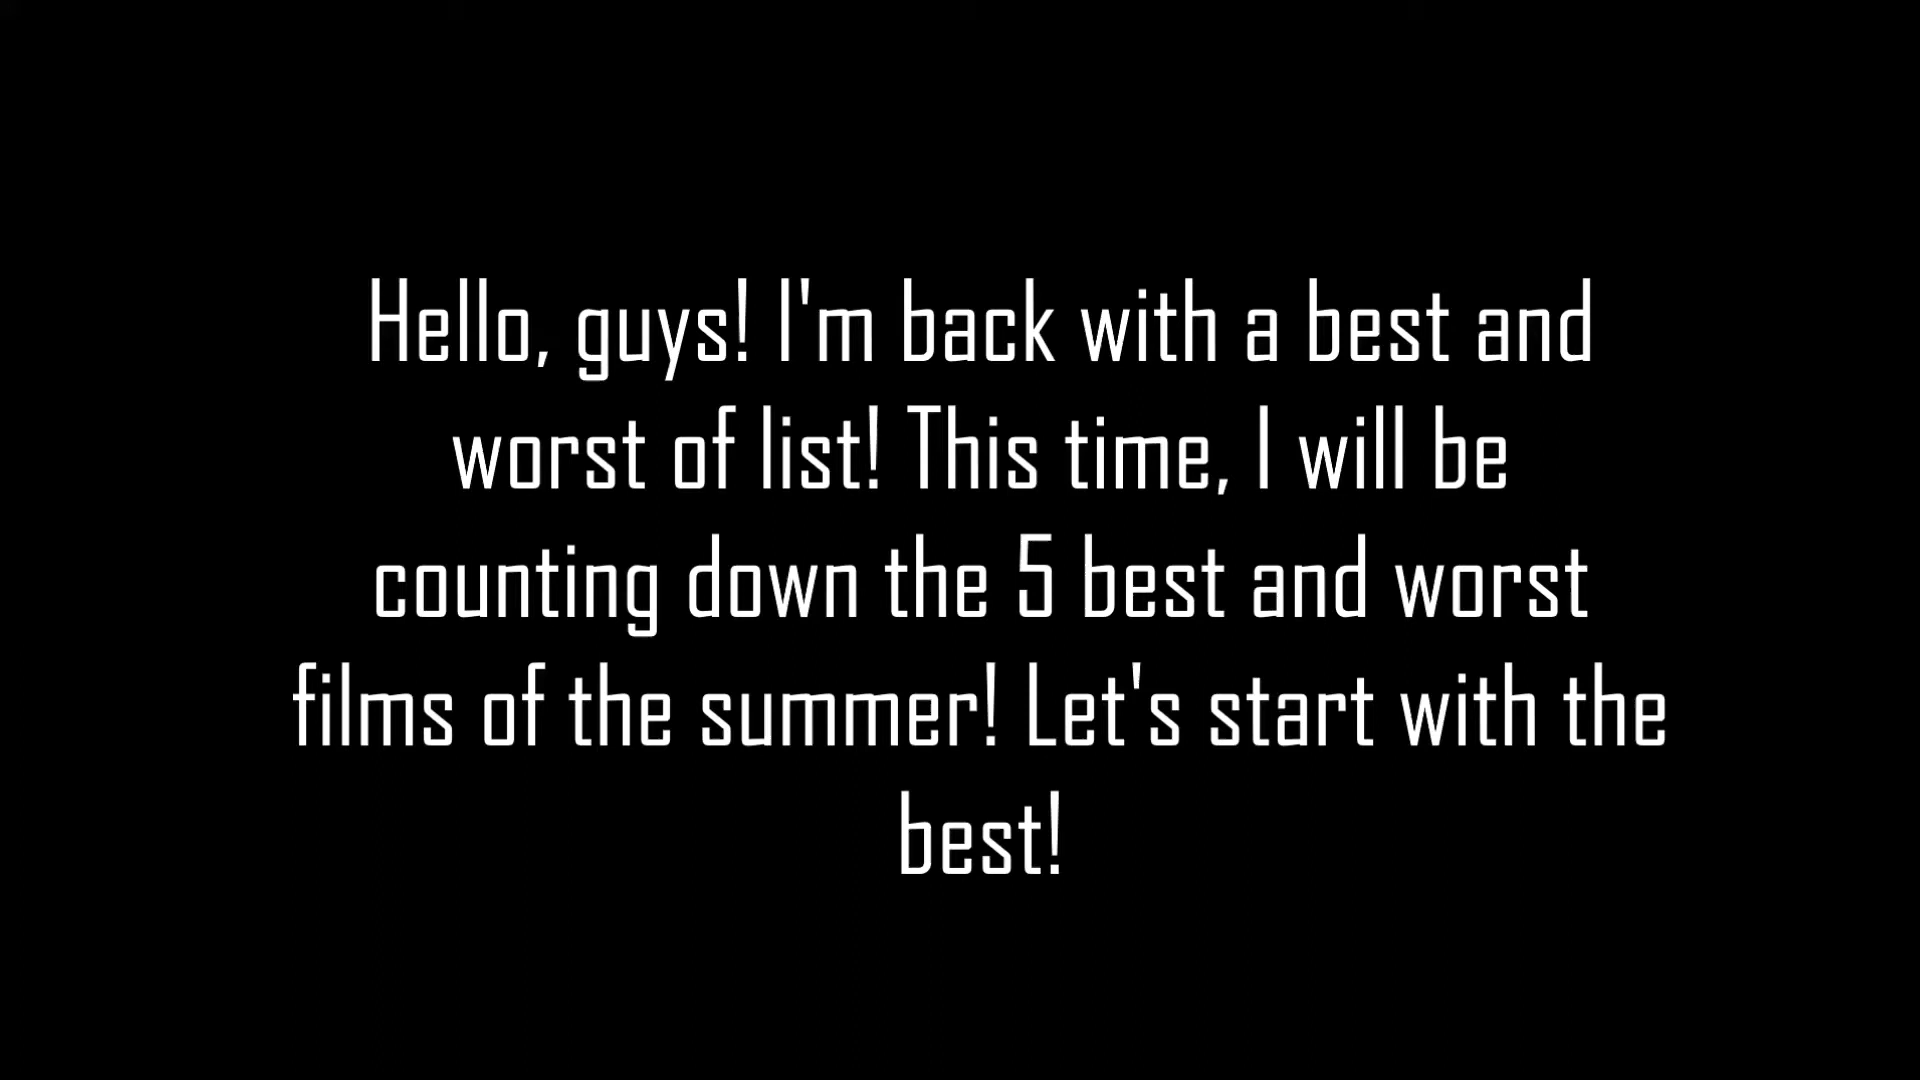 Hello, guys! I'm back with a best and
worst of list! This time, I will be
counting down the 5 best and worst
films of the summer! Let's start with the
best!